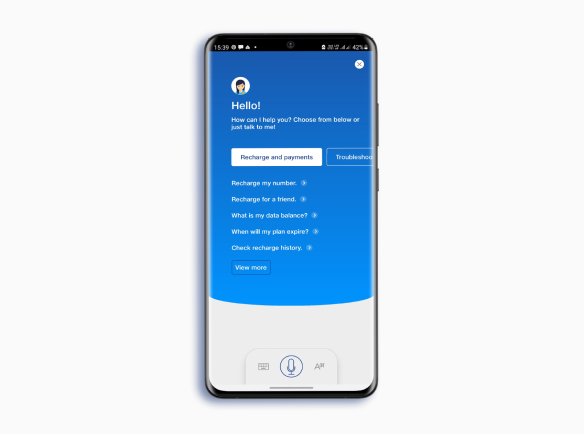 15:39
42%
Hello!
How can I help you? Choose from below or
just talk to me!
Recharge and payments
Troubleshoo
Recharge my number.
Recharge for a friend.
What is my data balance?
When will my plan expire?
Check recharge history.
View more